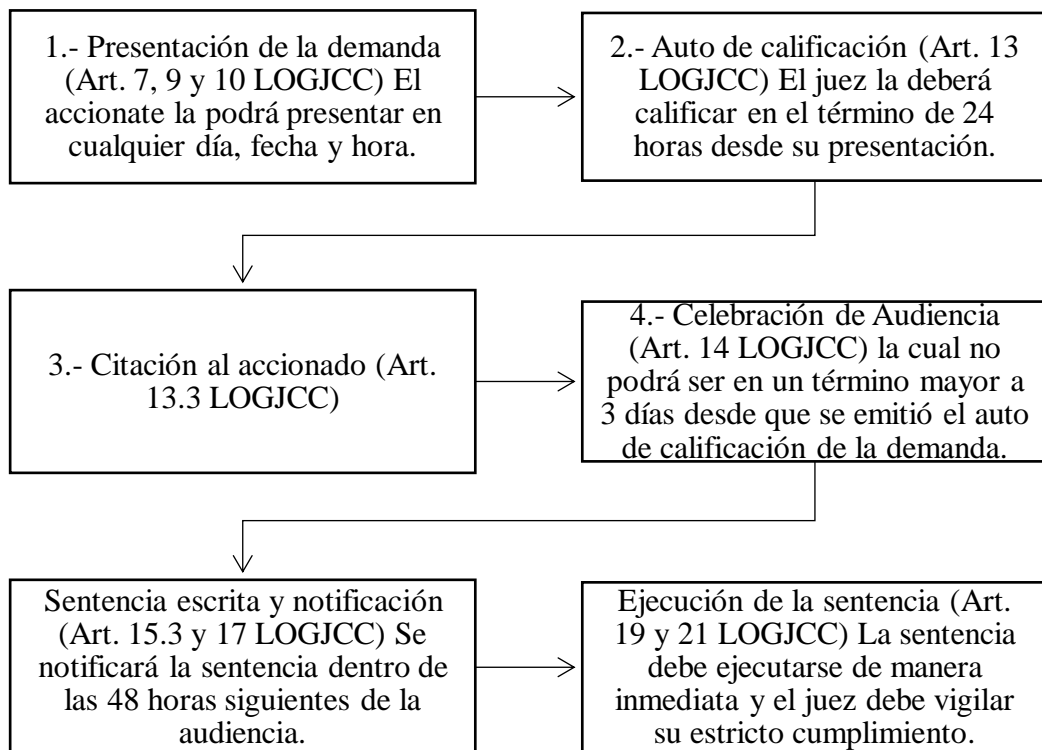 1.- Presentación de la demanda
(Art. 7, 9 y 10 LOGJCC) El
accionate la podrá presentar en
cualquier día, fecha y hora.
2.- Auto de calificación (Art. 13
LOGJCC) El juez la deberá
calificar en el término de 24
horas desde su presentación.
3.- Citación al accionado (Art.
13.3 LOGJCC)
4.- Celebración de Audiencia
(Art. 14 LOGJCC) la cual no
podrá ser en un término mayor a
3 días desde que se emitió el auto
de calificación de la demanda.
Sentencia escrita y notificación
(Art. 15.3 y 17 LOGJCC) Se
notificará la sentencia dentro de
las 48 horas siguientes de la
audiencia.
Ejecución de la sentencia (Art.
19 y 21 LOGJCC) La sentencia
debe ejecutarse de manera
inmediata y el juez debe vigilar
su estricto cumplimiento.